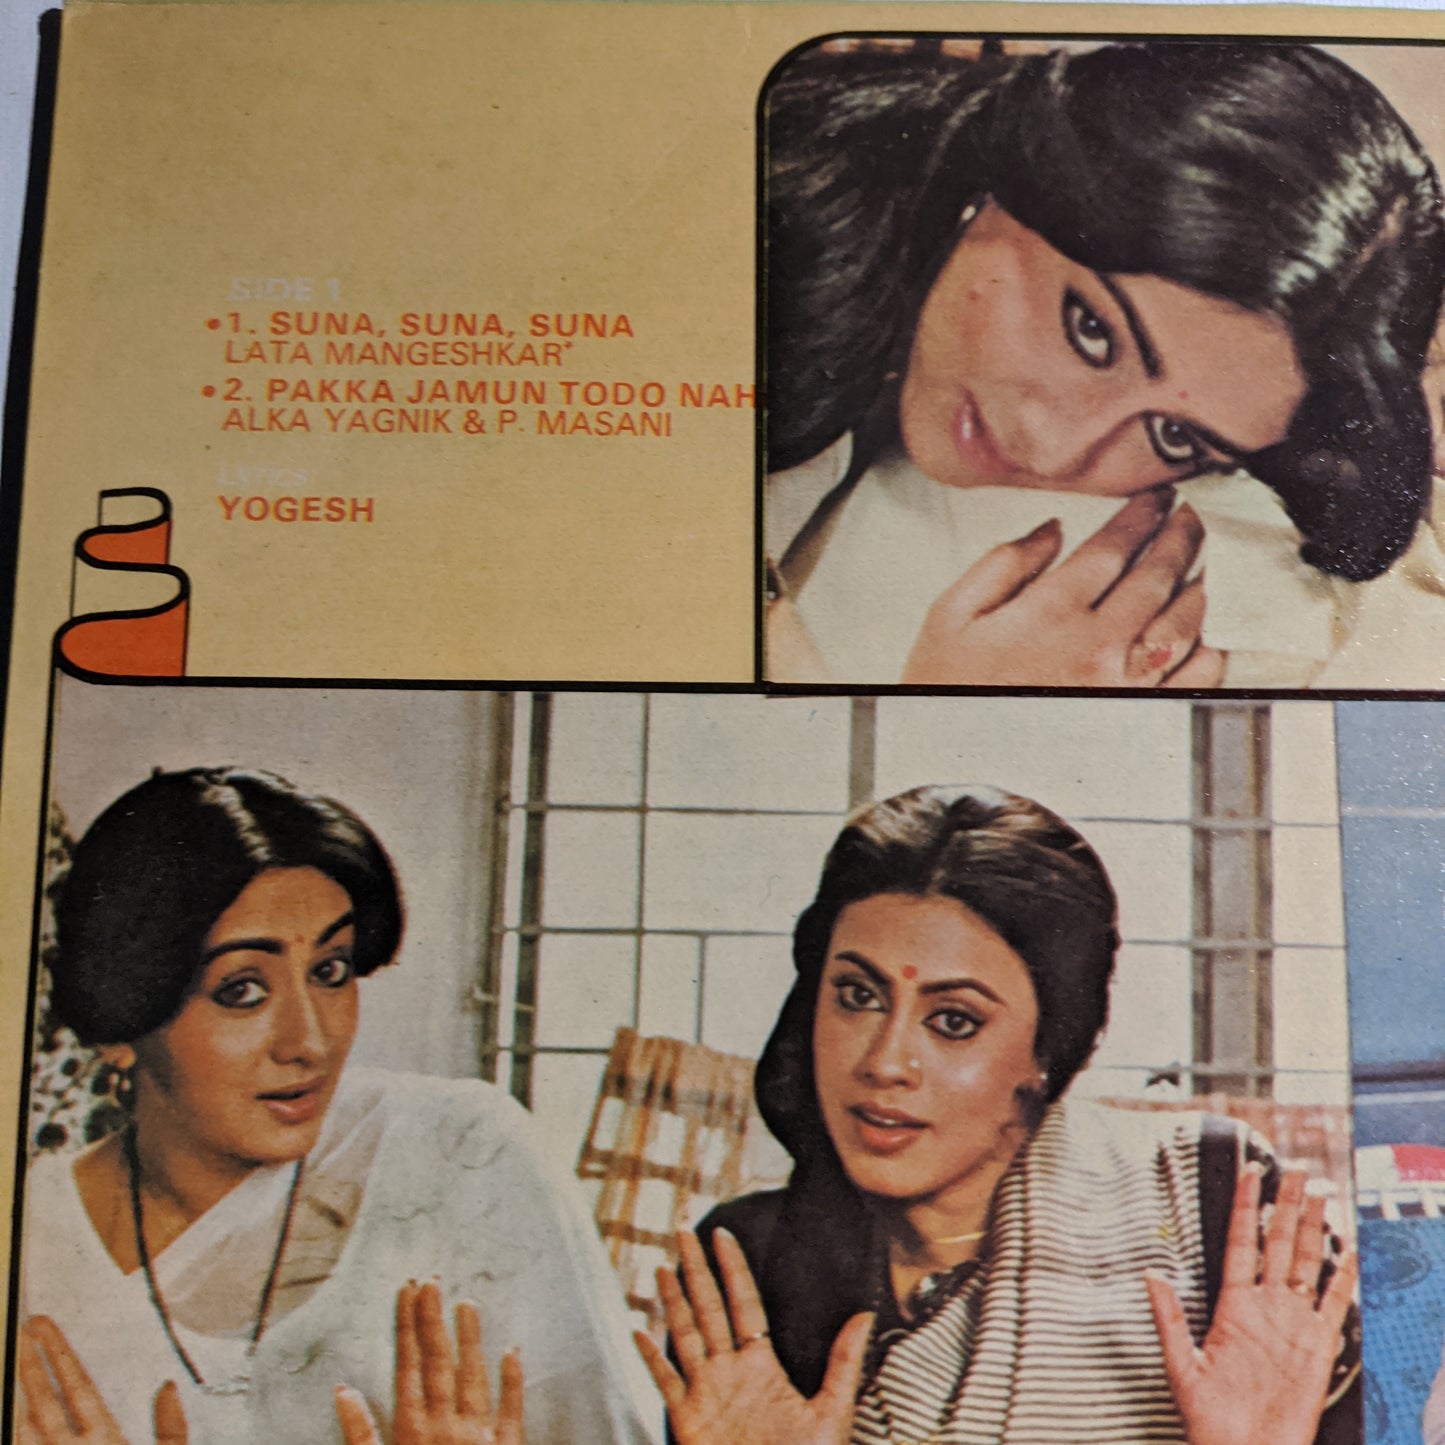 SIDE 1
•1. SUNA, SUNA, SUNA
LATA MANGESHKAR+
•2. PAKKA JAMUN TODO NAH
ALKA YAGNIK & P. MASANI
Lyrics:
YOGESH